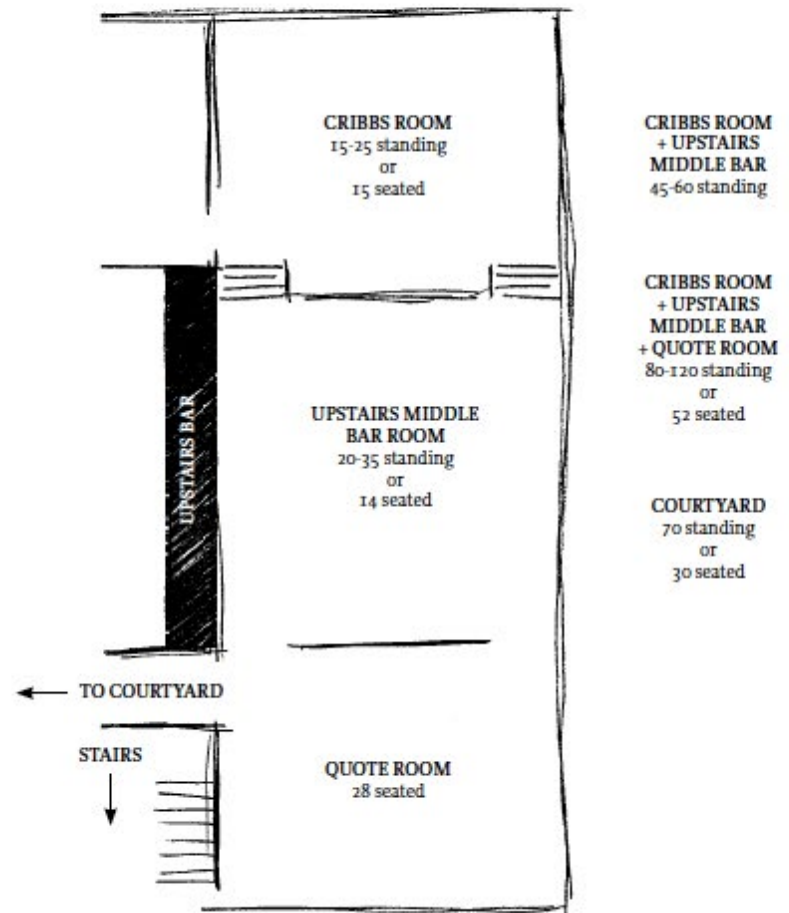 CRIBBS ROOM
15-25 standing
or
15 seated
CRIBBS ROOM
+ UPSTAIRS
MIDDLE BAR
45-60 standing
CRIBBS ROOM
+ UPSTAIRS
MIDDLE BAR
+ QUOTE ROOM
80-120 standing
or
52 seated
UPSTAIRS BAR
UPSTAIRS MIDDLE
BAR ROOM
20-35 standing
or
14 seated
COURTYARD
70 standing
or
30 seated
TO COURTYARD
STAIRS
QUOTE ROOM
28 seated